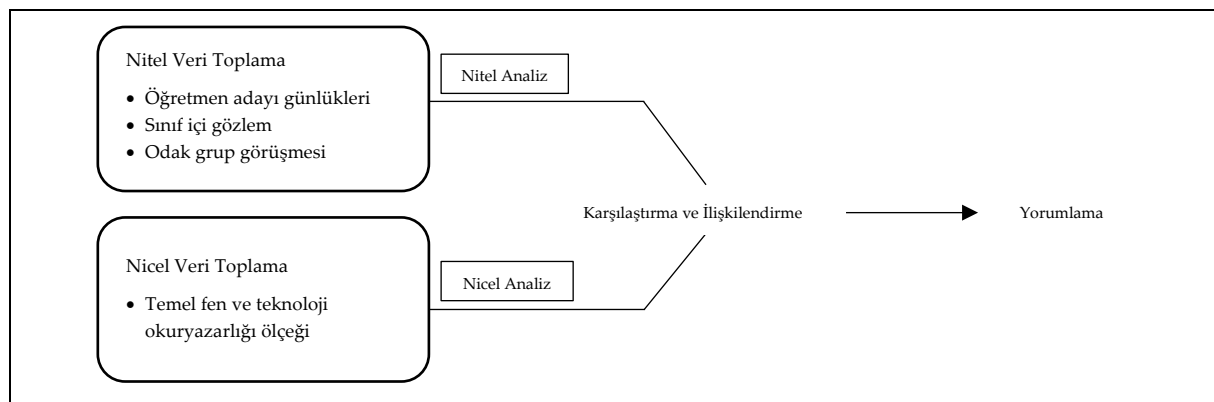 Nitel Veri Toplama
• Öğretmen adayı günlükleri
• Sınıf içi gözlem
• Odak grup görüşmesi
Nitel Analiz
Karşılaştırma ve İlişkilendirme
Yorumlama
Nicel Veri Toplama
• Temel fen ve teknoloji
okuryazarlığı ölçeği
Nicel Analiz